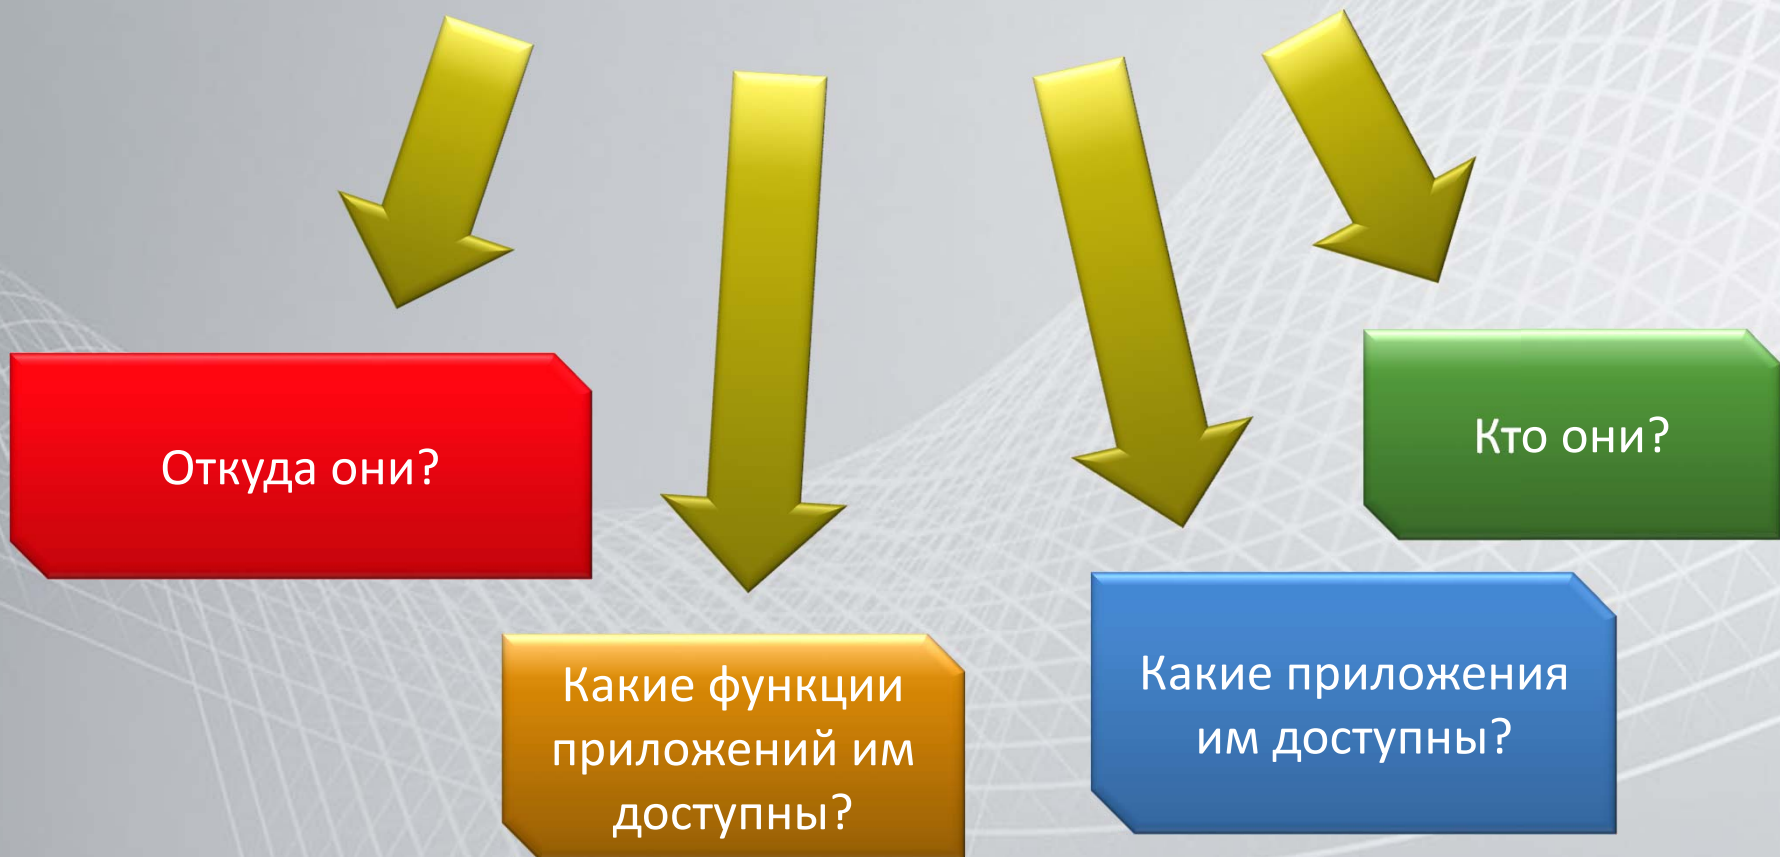 Откуда они?
Какие функции
приложений им
доступны?
Какие приложения
им доступны?
Кто они?